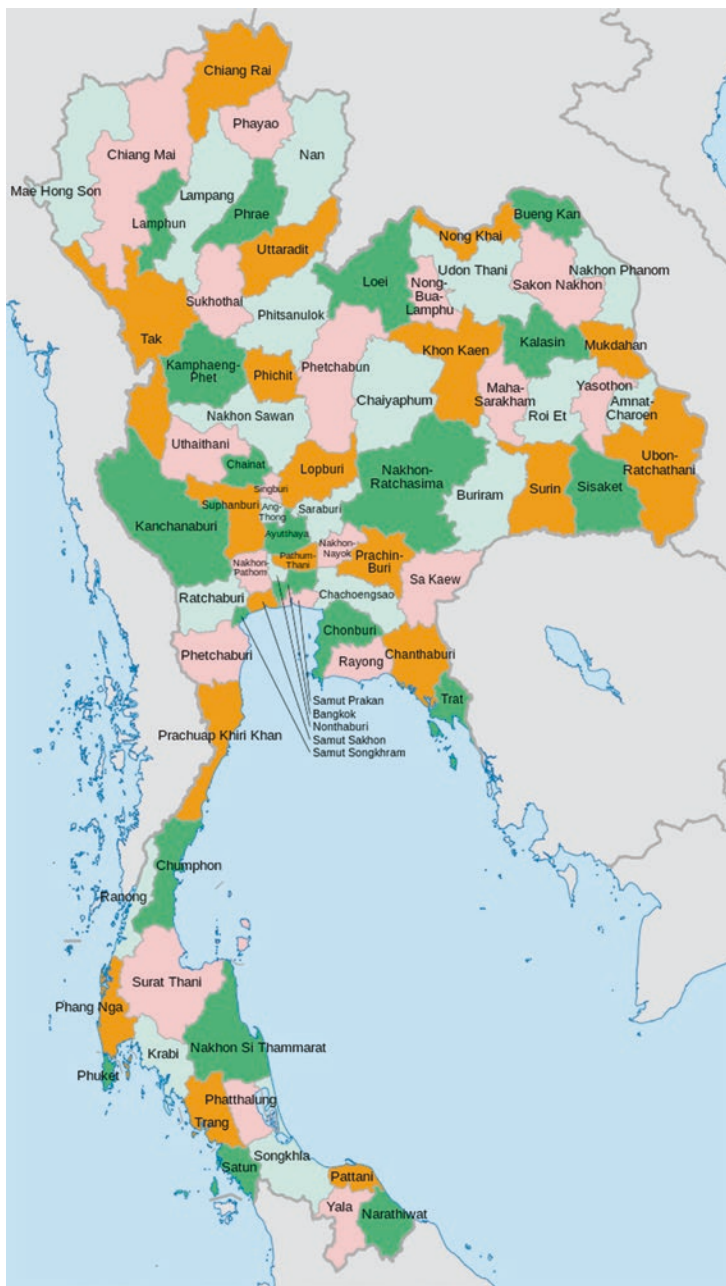 Chiang Rai
Phayao
Nan
Chiang Mai
Mae Hong Son
Lampang
Lamphun
Phrae
Bueng Kan
Nong Khai
Uttaradit
Loei
Udon Thani
Nakhon Phanom
Nong-
Bua-
Lamphu
Sakon Nakhon
Sukhothai
Phitsanulok
Tak
Kamphaeng-
Phet
Phichit
Phetchabun
Khon Kaen
Kalasin
Mukdahan
Chaiyaphum
Maha-
Sarakham
Roi Et
Yasothon
Amnat-
Charoen
Nakhon Sawan
Uthaithani
Chainat
Lopburi
Nakhon-
Ratchasima
Buriram
Surin
Sisaket
Ubon-
Ratchathani
Kanchanaburi
Suphanburi
Singburi
Ang-
Thong
Saraburi
Ayutthaya
Nakhon-
Pathom
Pathum-
Thani
Nakhon-
Nayok
Prachin-
Buri
Sa Kaew
Ratchaburi
Chachoengsao
Chonburi
Phetchaburi
Rayong
Chanthaburi
Trat
Samut Prakan
Bangkok
Nonthaburi
Samut Sakhon
Samut Songkhram
Prachuap Khiri Khan
Chumphon
Ranong
Surat Thani
Phang Nga
Krabi
Nakhon Si Thammarat
Phuket
Phatthalung
Trang
Songkhla
Satun
Pattani
Yala
Narathiwat